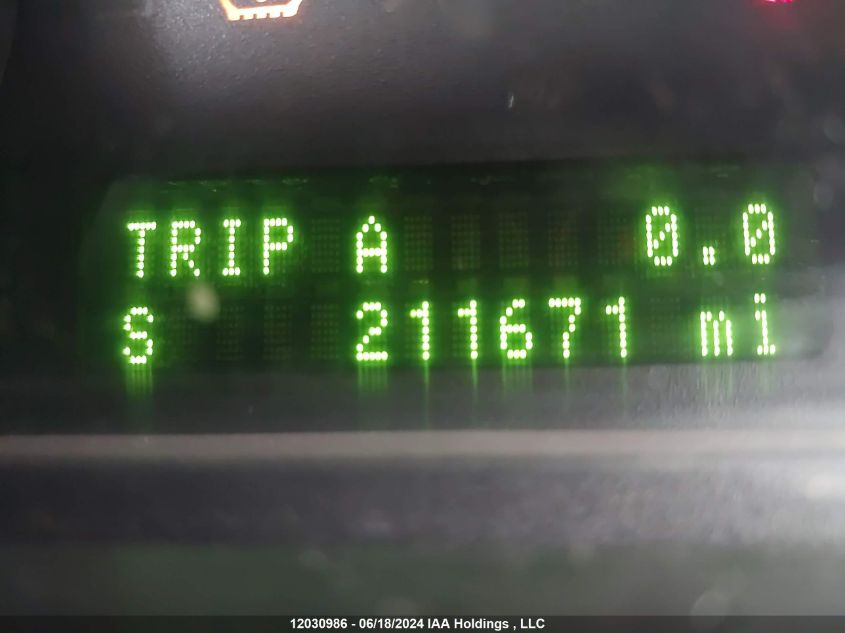 TRIP A 0.0
S 211671 mi
12030986 - 06/18/2024 IAA Holdings , LLC